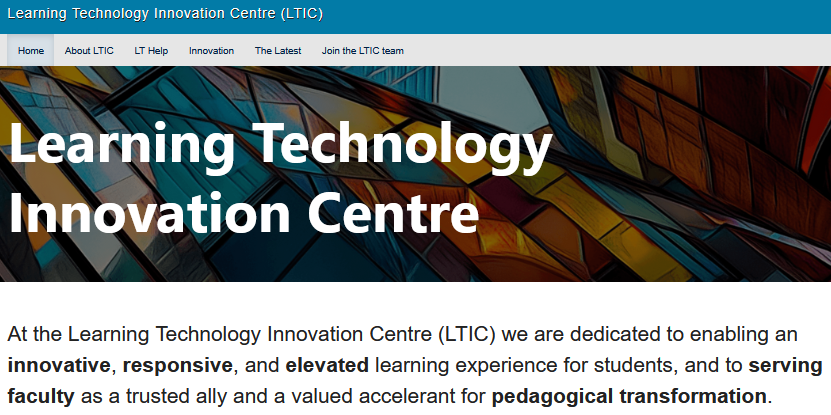 Learning Technology Innovation Centre (LTIC)
Home About LTIC LT Help Innovation The Latest Join the LTIC team
Learning Technology
Innovation Centre
At the Learning Technology Innovation Centre (LTIC) we are dedicated to enabling an
innovative, responsive, and elevated learning experience for students, and to serving
faculty as a trusted ally and a valued accelerant for pedagogical transformation.